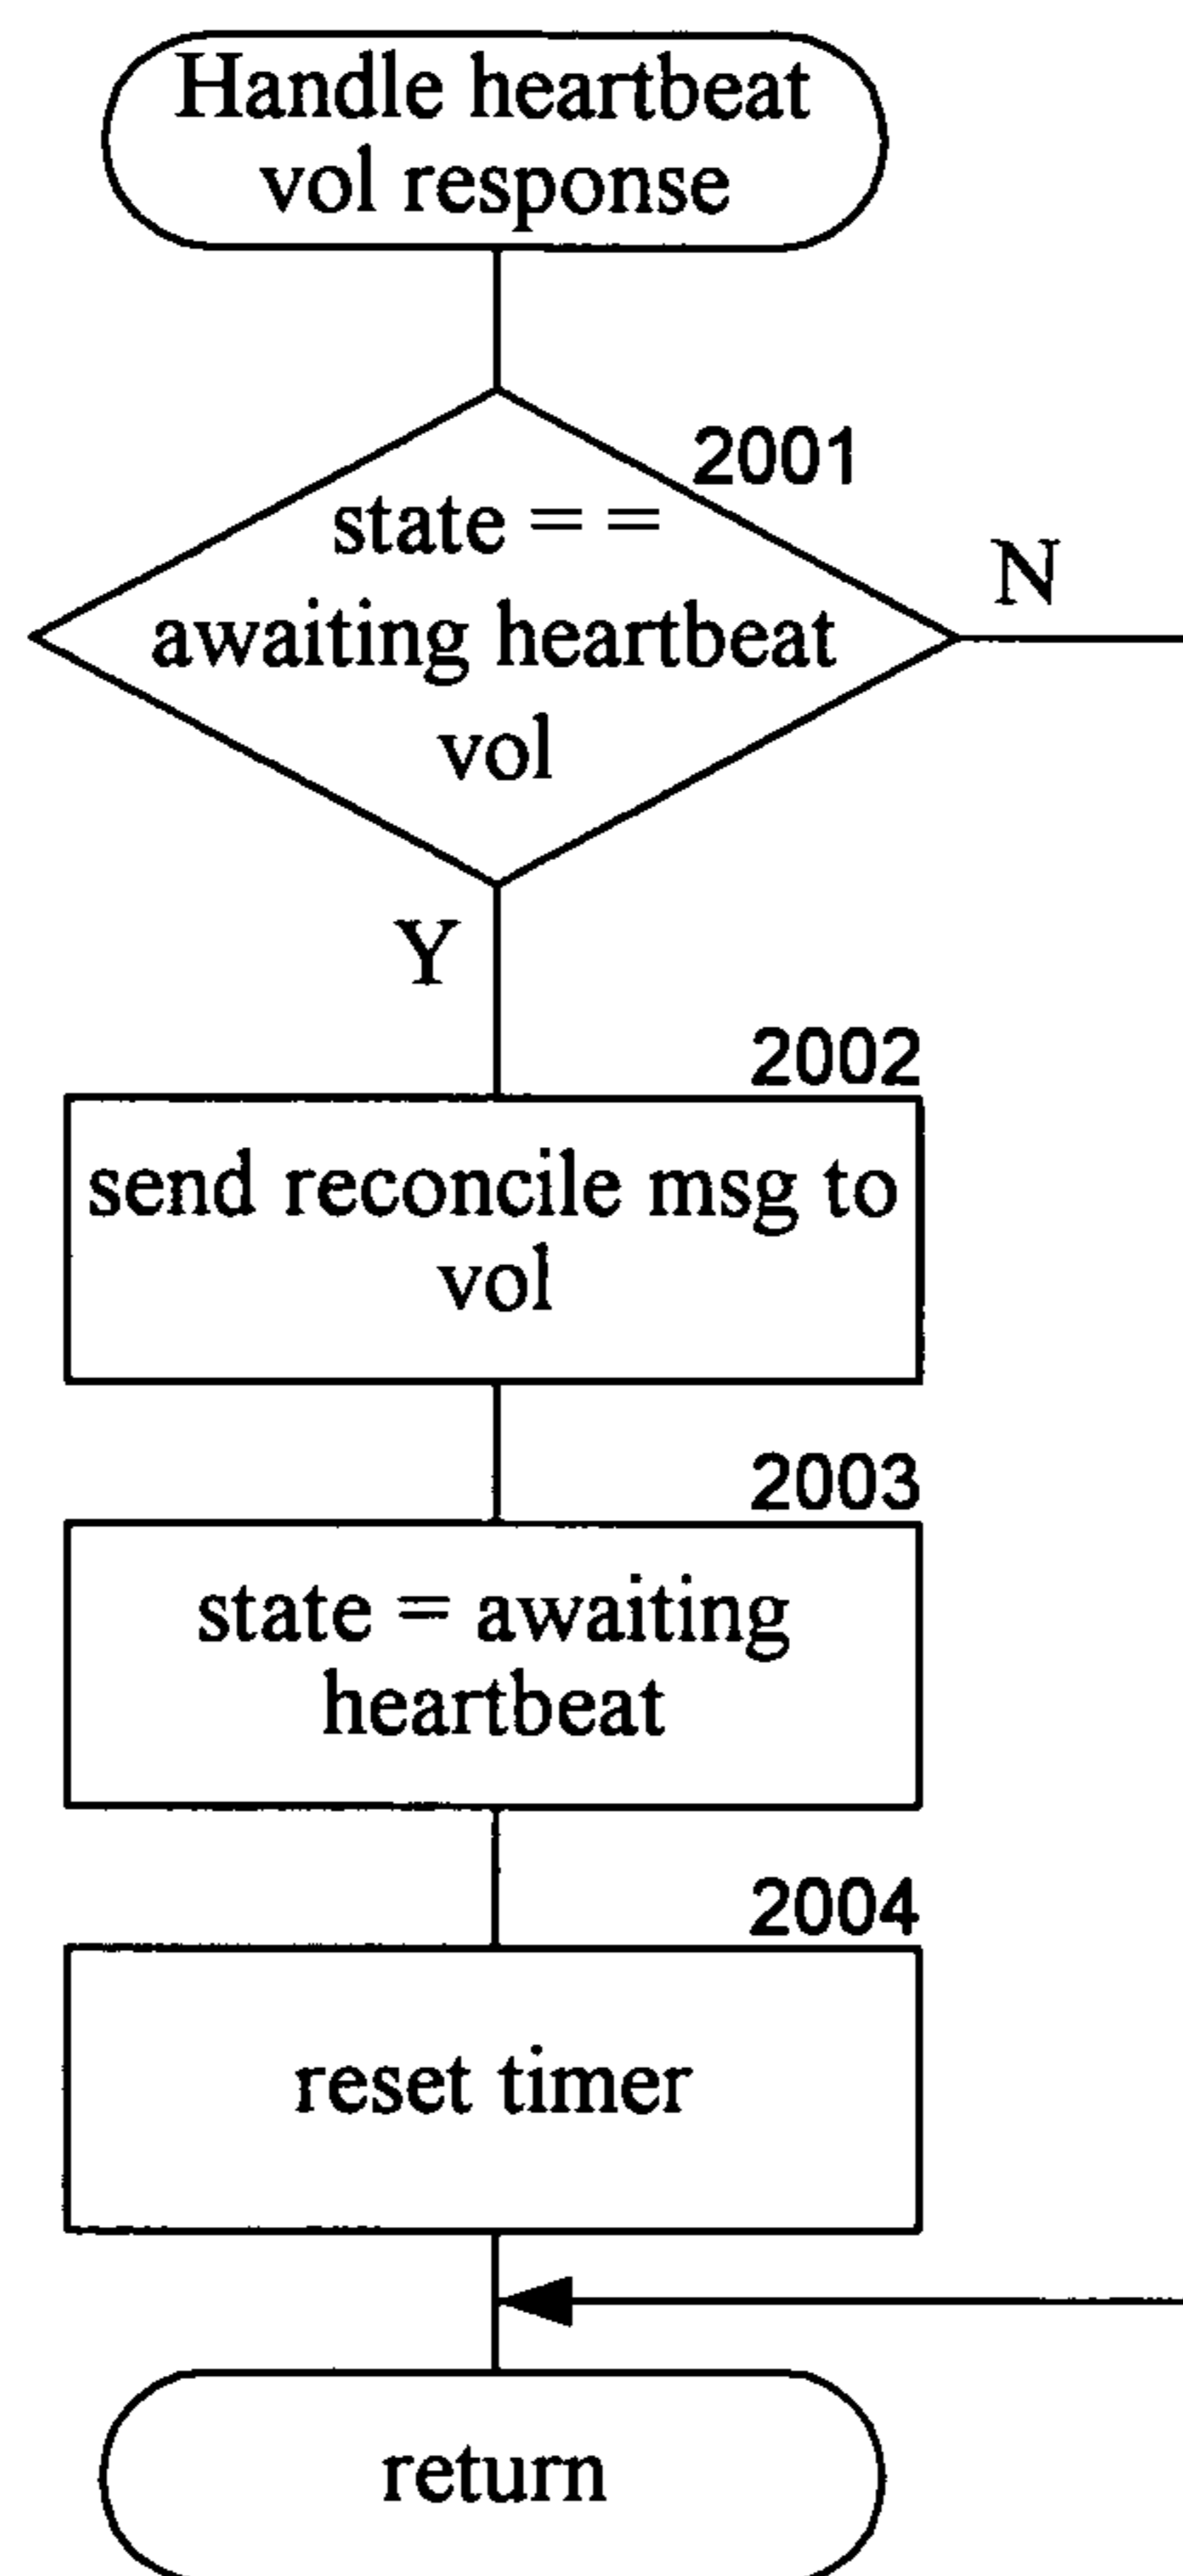 Handle heartbeat
vol response
2001
state = =
awaiting heartbeat
vol
N
Y
2002
send reconcile msg to
vol
2003
state = awaiting
heartbeat
2004
reset timer
return